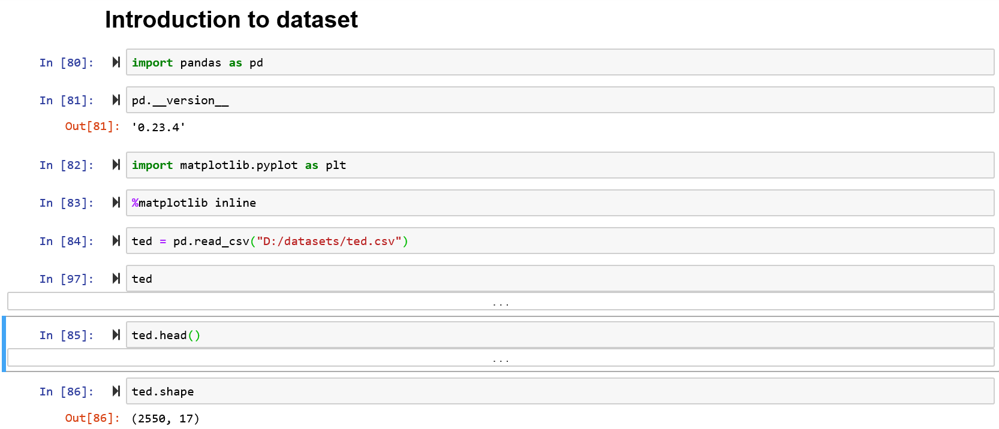 Introduction to dataset
In [80]: import pandas as pd
In [81]: pd.__version__
Out[81]: '0.23.4'
In [82]: import matplotlib.pyplot as plt
In [83]: %matplotlib inline
In [84]: ted = pd.read_csv("D:/datasets/ted.csv")
In [97]: ted
...
In [85]: ted.head()
...
In [86]: ted.shape
Out[86]: (2550, 17)